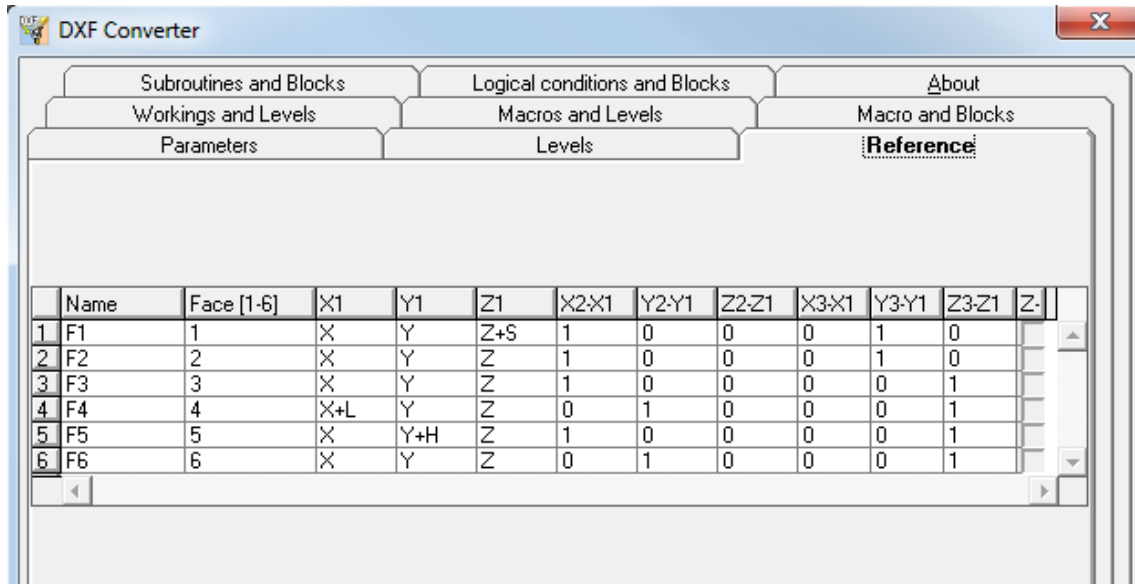 DXF Converter
Subroutines and Blocks Logical conditions and Blocks About
Workings and Levels Macros and Levels Macro and Blocks
Parameters Levels Reference
Name Face [1-6] X1 Y1 Z1 X2-X1 Y2-Y1 Z2-Z1 X3-X1 Y3-Y1 Z3-Z1 Z-
1 F1 1 X Y Z+S 1 0 0 0 1 0
2 F2 2 X Y Z 1 0 0 0 1 0
3 F3 3 X Y Z 1 0 0 0 0 1
4 F4 4 X+L Y Z 0 1 0 0 0 1
5 F5 5 X Y+H Z 1 0 0 0 0 1
6 F6 6 X Y Z 0 1 0 0 0 1